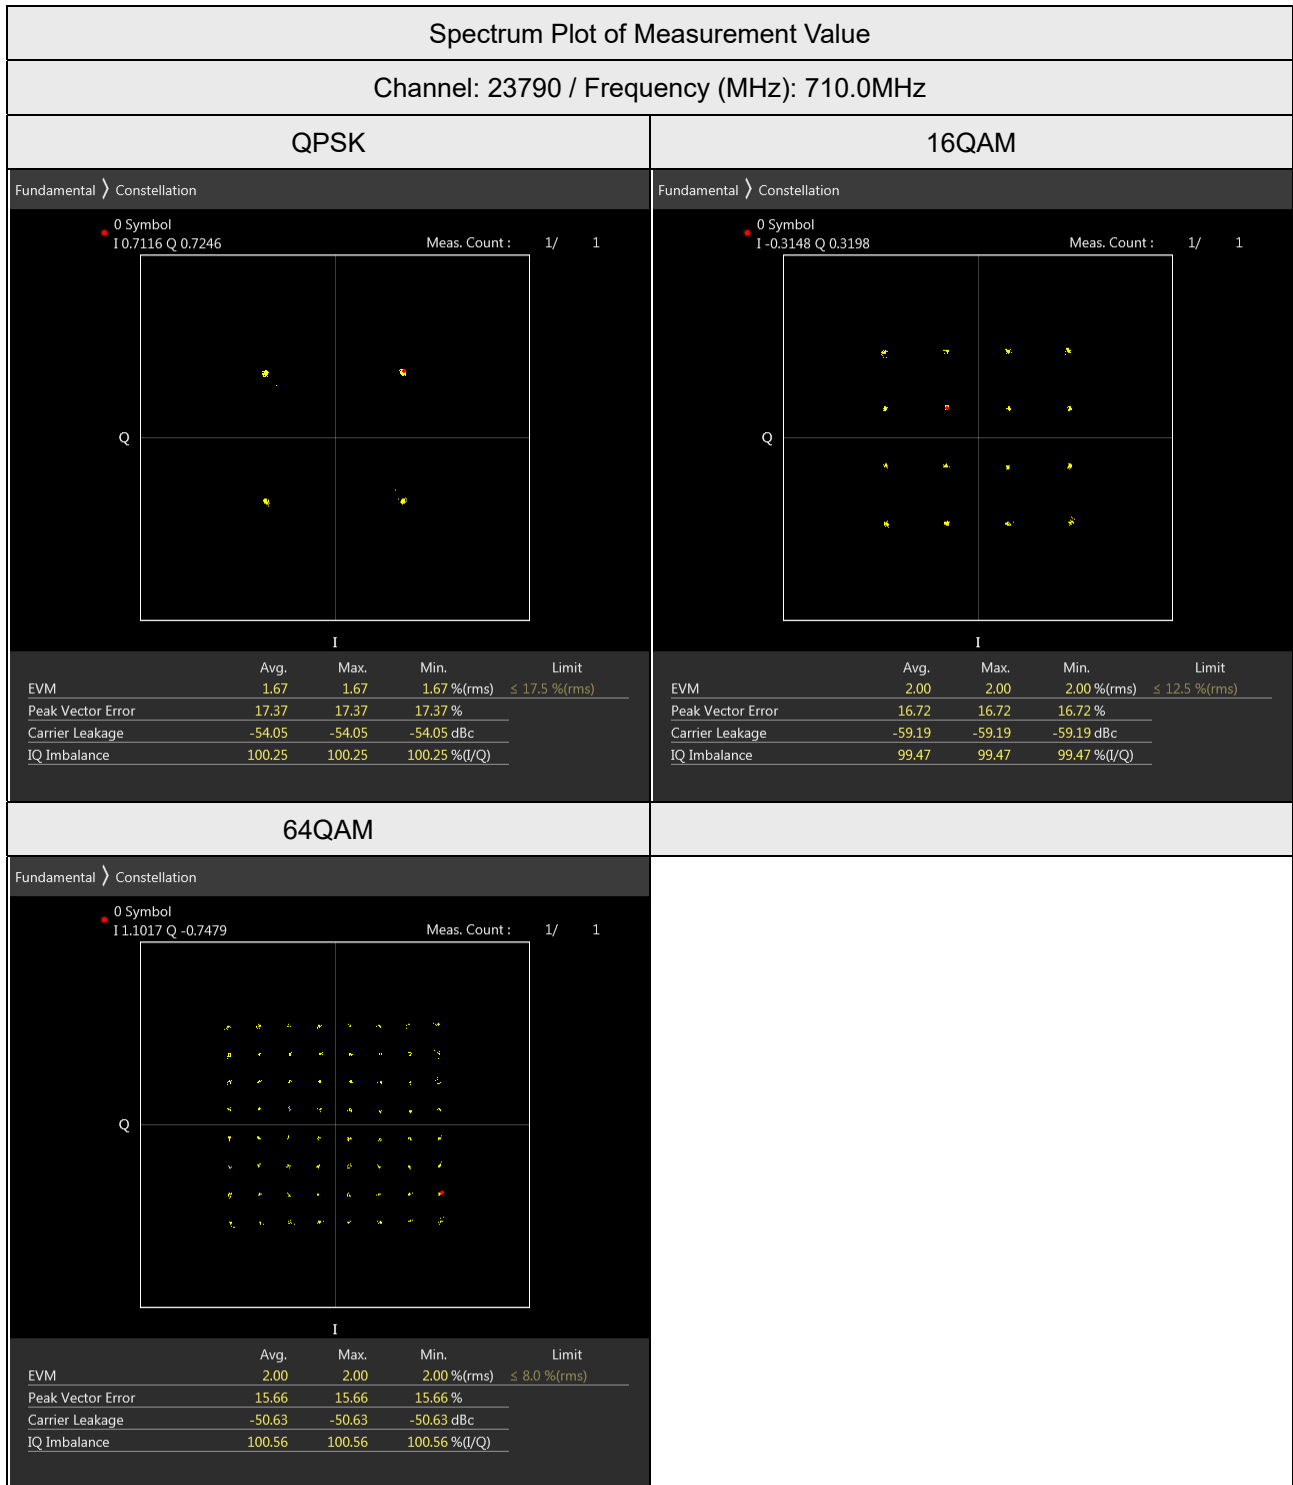 Spectrum Plot of Measurement Value
Channel: 23790 / Frequency (MHz): 710.0MHz
QPSK
16QAM
Fundamental 〉 Constellation
0 Symbol
I 0.7116 Q 0.7246
Meas. Count : 1/ 1
Q
I
Avg. Max. Min. Limit
EVM 1.67 1.67 1.67 %(rms) ≤ 17.5 %(rms)
Peak Vector Error 17.37 17.37 17.37 %
Carrier Leakage -54.05 -54.05 -54.05 dBc
IQ Imbalance 100.25 100.25 100.25 %(I/Q)
Fundamental 〉 Constellation
0 Symbol
I -0.3148 Q 0.3198
Meas. Count : 1/ 1
Q
I
Avg. Max. Min. Limit
EVM 2.00 2.00 2.00 %(rms) ≤ 12.5 %(rms)
Peak Vector Error 16.72 16.72 16.72 %
Carrier Leakage -59.19 -59.19 -59.19 dBc
IQ Imbalance 99.47 99.47 99.47 %(I/Q)
64QAM
Fundamental 〉 Constellation
0 Symbol
I 1.1017 Q -0.7479
Meas. Count : 1/ 1
Q
I
Avg. Max. Min. Limit
EVM 2.00 2.00 2.00 %(rms) ≤ 8.0 %(rms)
Peak Vector Error 15.66 15.66 15.66 %
Carrier Leakage -50.63 -50.63 -50.63 dBc
IQ Imbalance 100.56 100.56 100.56 %(I/Q)